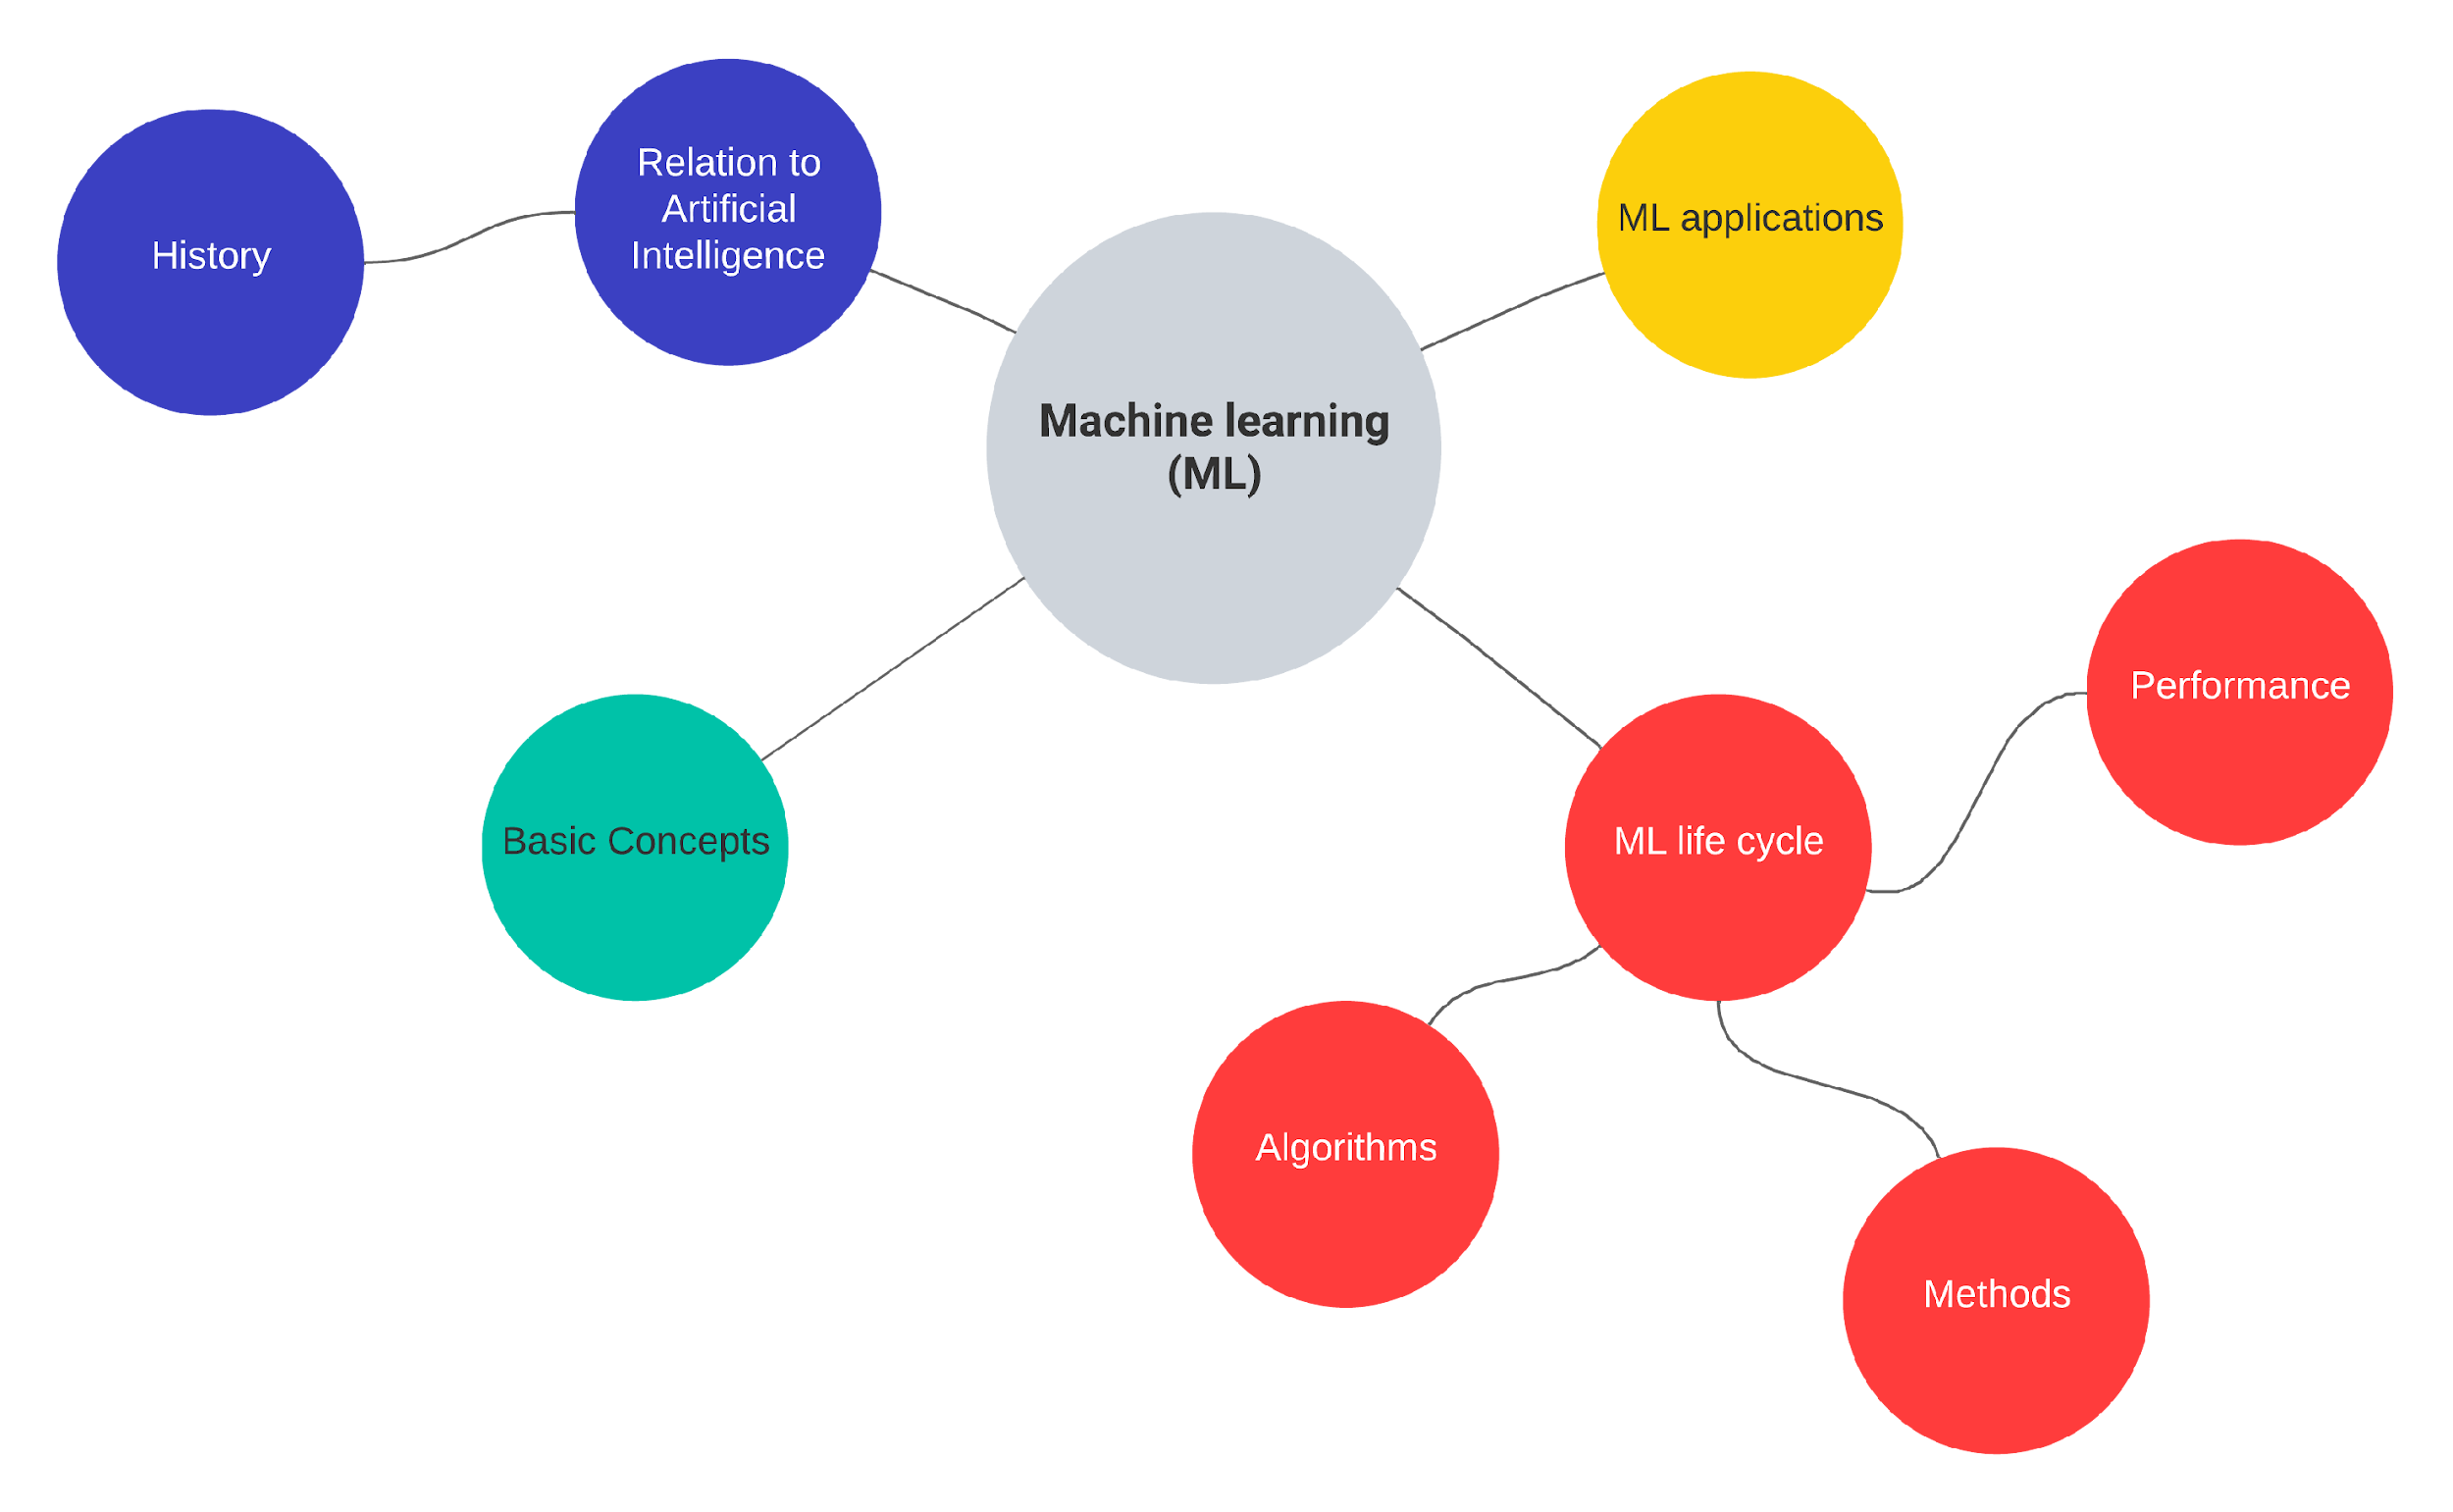 Relation to
Artificial
Intelligence
History
ML applications
Machine learning
(ML)
Performance
Basic Concepts
ML life cycle
Algorithms
Methods